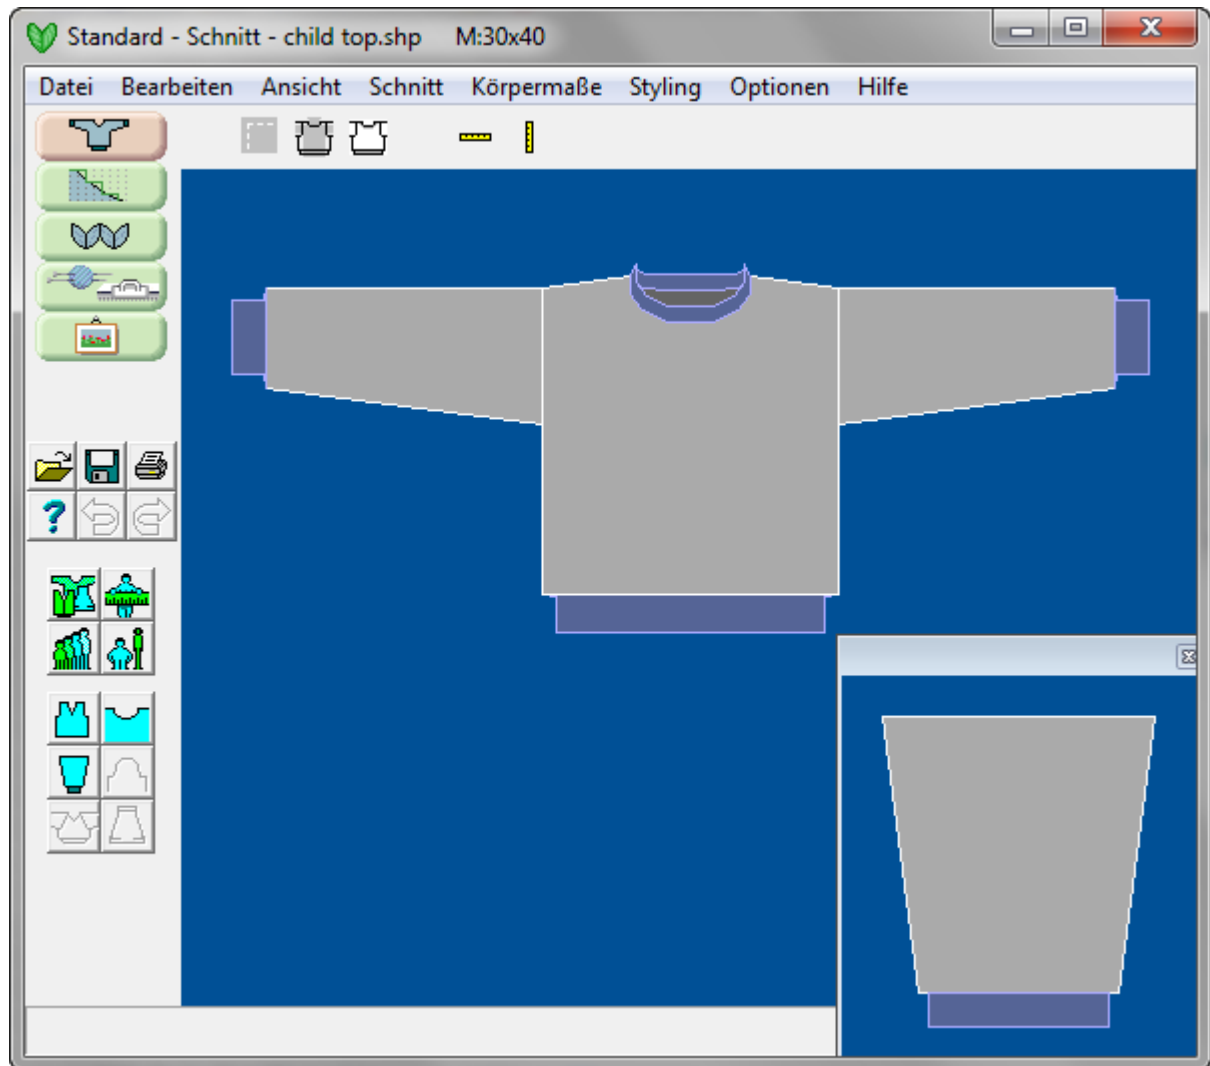 Standard - Schnitt - child top.shp M:30x40
Datei Bearbeiten Ansicht Schnitt Körpermaße Styling Optionen Hilfe